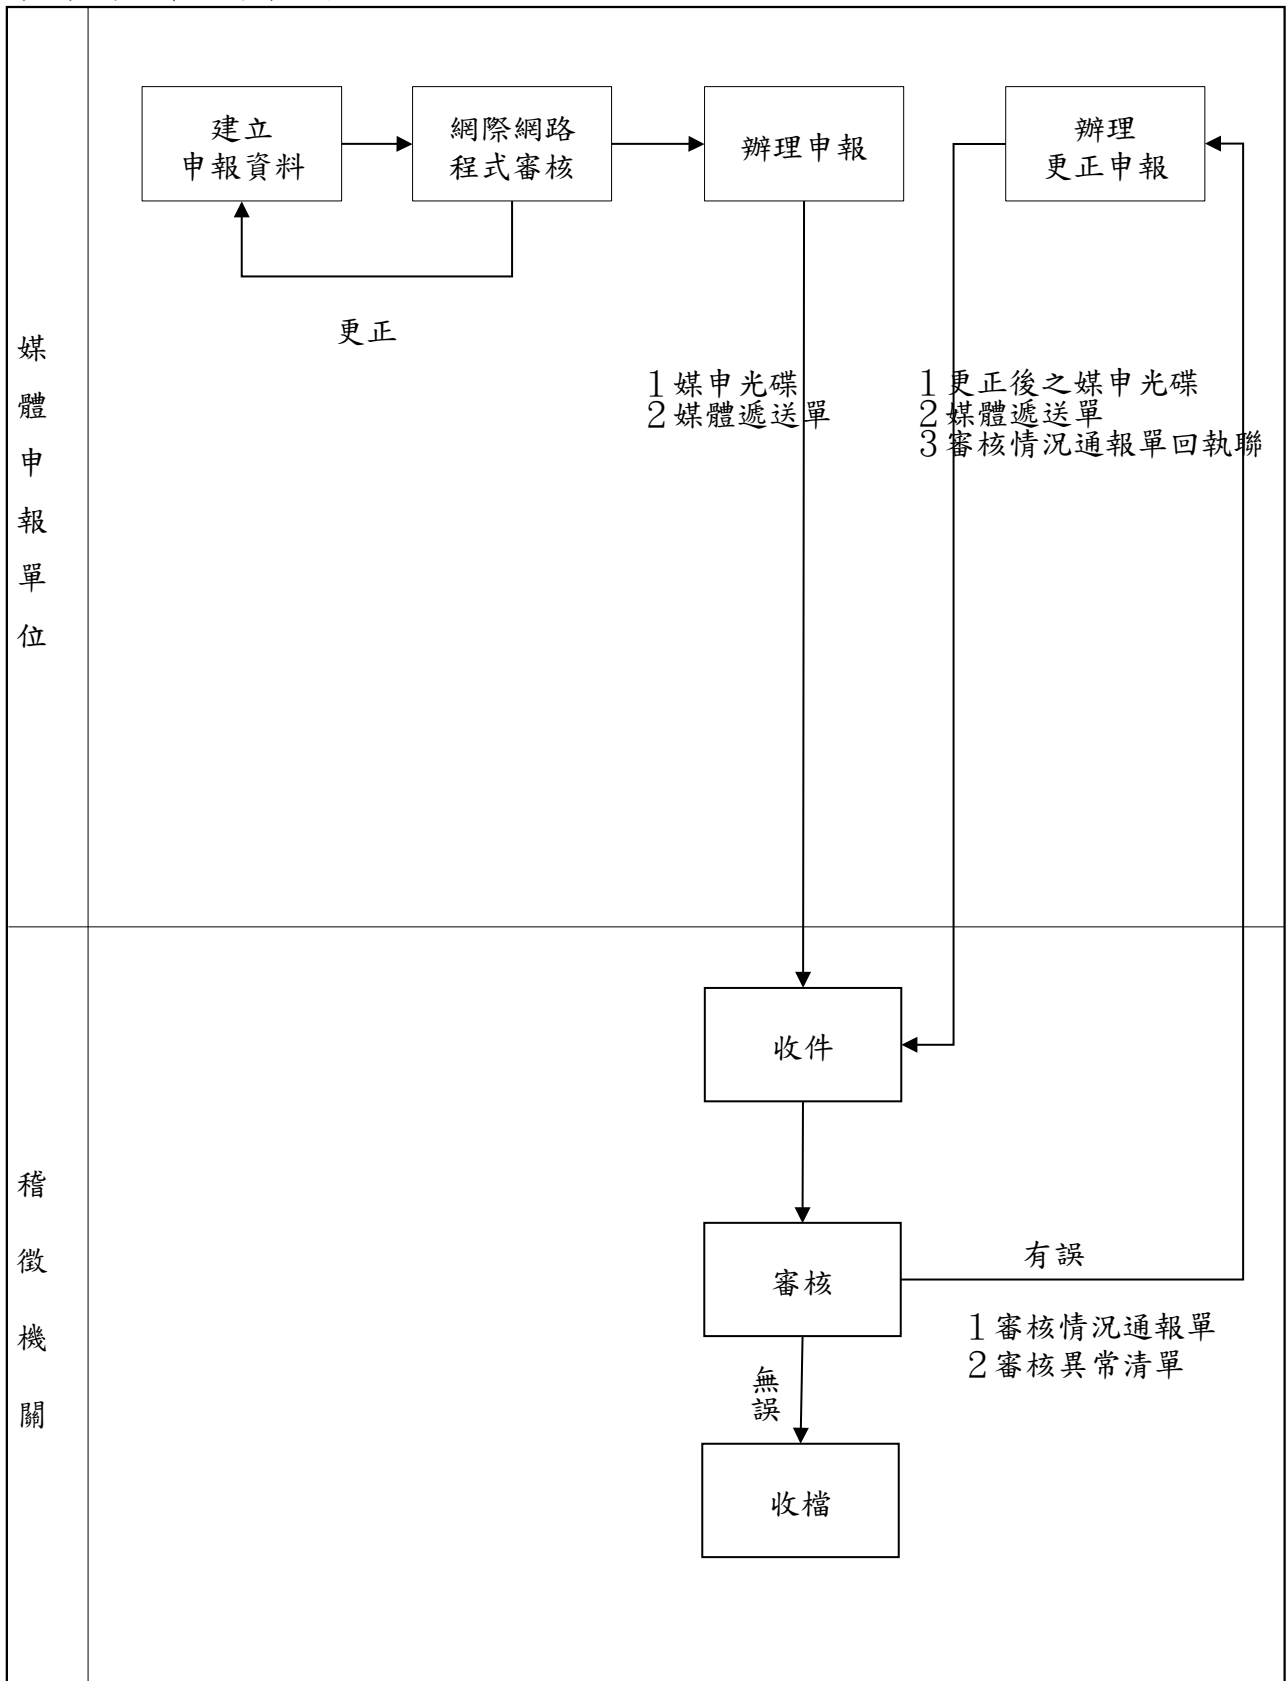 建立
申報資料
網際網路
程式審核
辦理申報
辦理
更正申報
更正
1媒申光碟
2媒體遞送單
1更正後之媒申光碟
2媒體遞送單
3審核情況通報單回執聯
媒
體
申
報
單
位
收件
審核
有誤
1審核情況通報單
2審核異常清單
無
誤
收檔
稽
徵
機
關